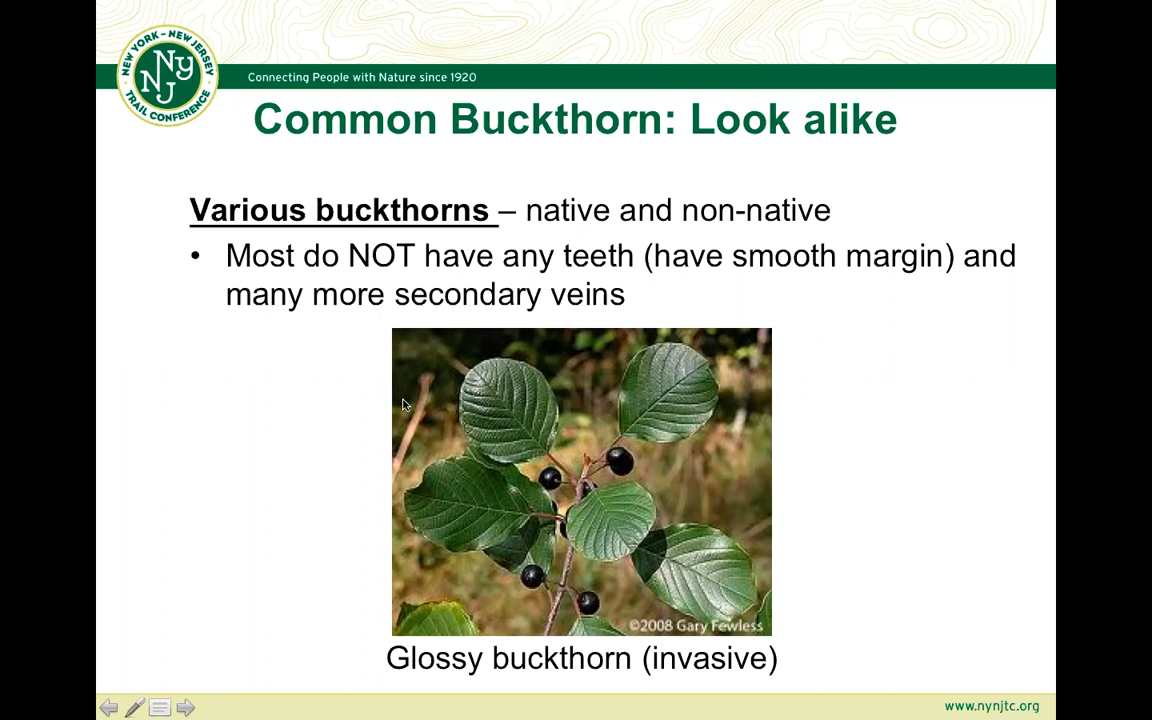 NEW YORK - NEW JERSEY
NY
NJ
TRAIL CONFERENCE
Connecting People with Nature since 1920
Common Buckthorn: Look alike
Various buckthorns – native and non-native
• Most do NOT have any teeth (have smooth margin) and
many more secondary veins
©2008 Gary Fewless
Glossy buckthorn (invasive)
www.nynjtc.org